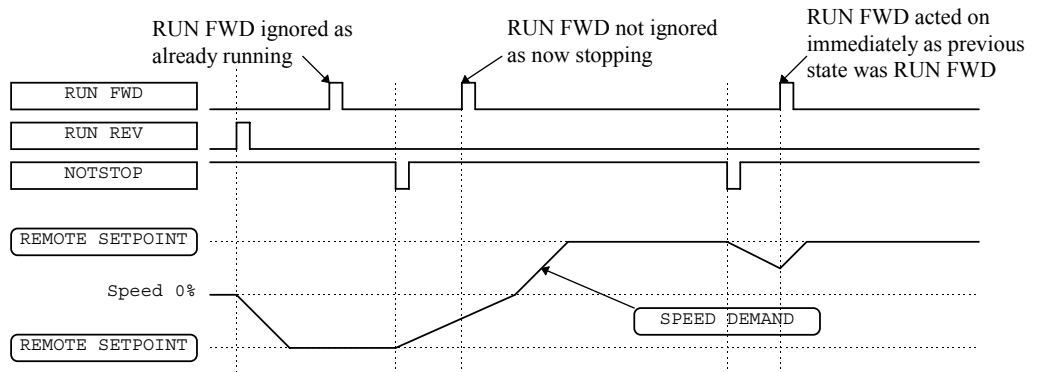 RUN FWD ignored as
already running
RUN FWD not ignored
as now stopping
RUN FWD acted on
immediately as previous
state was RUN FWD
RUN FWD
RUN REV
NOTSTOP
REMOTE SETPOINT
Speed 0%
SPEED DEMAND
REMOTE SETPOINT